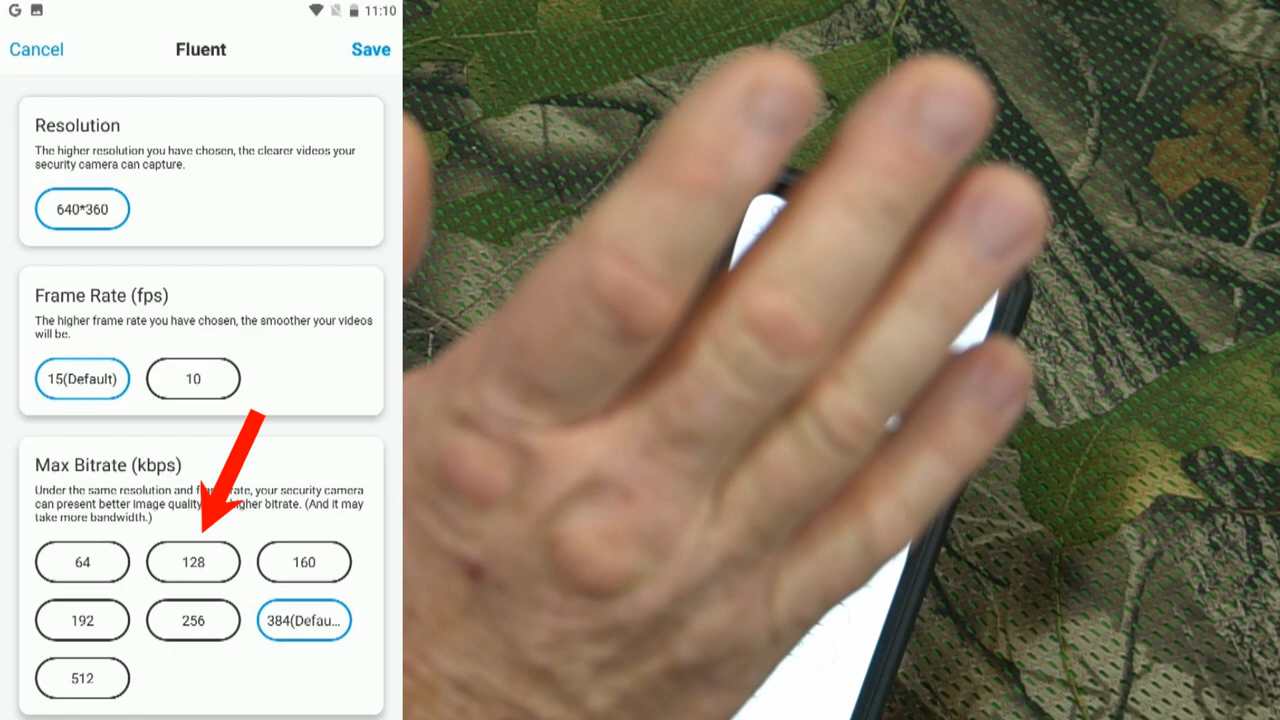 11:10
Cancel
Fluent
Save
Resolution
The higher resolution you have chosen, the clearer videos your
security camera can capture.
640*360
Frame Rate (fps)
The higher frame rate you have chosen, the smoother your videos
will be.
15(Default)
10
Max Bitrate (kbps)
Under the same resolution and rate, your security camera
can present better image quality higher bitrate. (And it may
take more bandwidth.)
64
128
160
192
256
384(Defau...
512